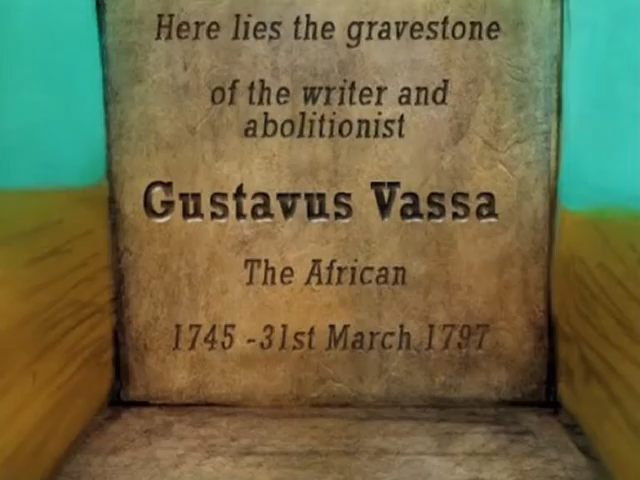 Here lies the gravestone
of the writer and
abolitionist
Gustavus Vassa
The African
1745 -31st March 1797